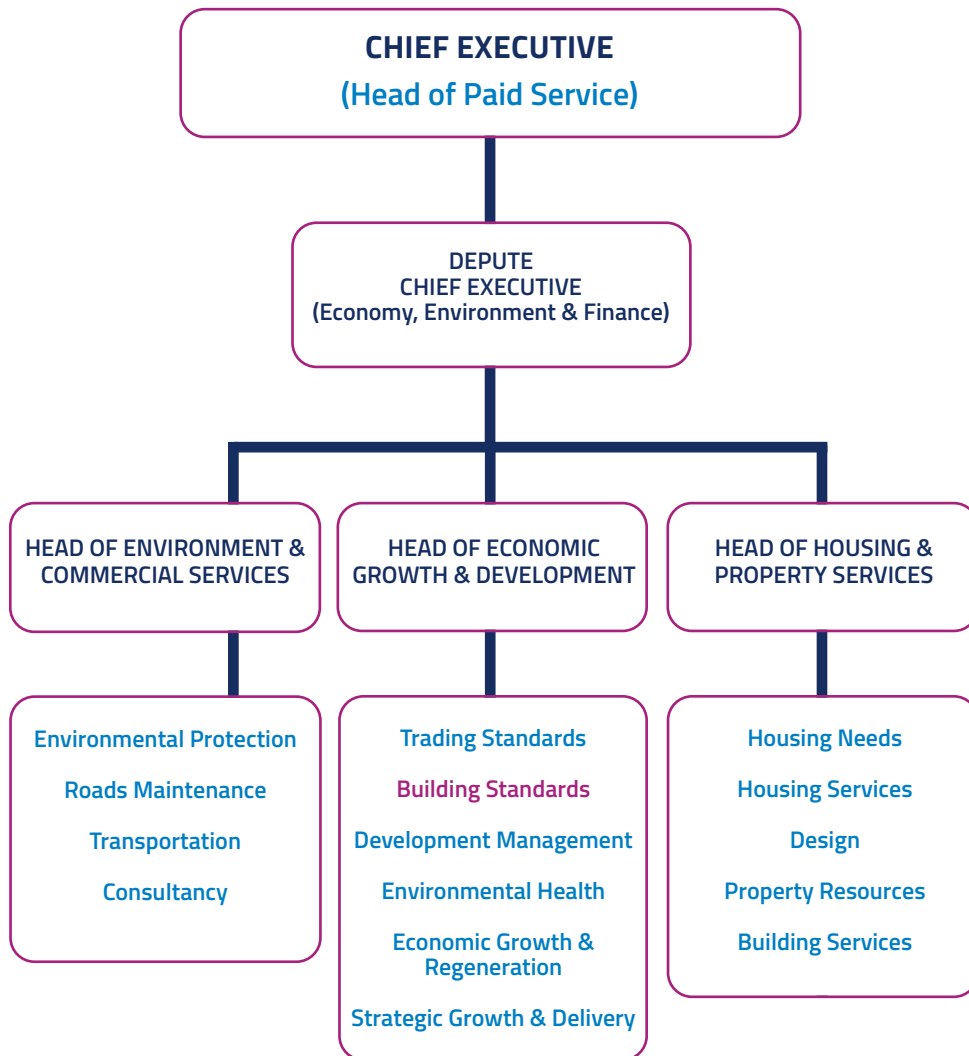 CHIEF EXECUTIVE
(Head of Paid Service)
DEPUTE
CHIEF EXECUTIVE
(Economy, Environment & Finance)
HEAD OF ENVIRONMENT &
COMMERCIAL SERVICES
HEAD OF ECONOMIC
GROWTH & DEVELOPMENT
HEAD OF HOUSING &
PROPERTY SERVICES
Environmental Protection
Roads Maintenance
Transportation
Consultancy
Trading Standards
Building Standards
Development Management
Environmental Health
Economic Growth &
Regeneration
Strategic Growth & Delivery
Housing Needs
Housing Services
Design
Property Resources
Building Services